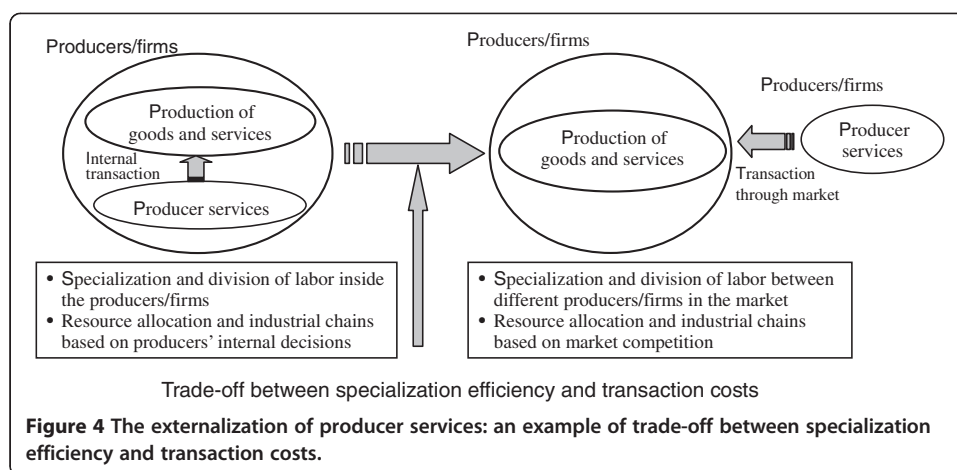 Producers/firms
Production of
goods and services
Internal
transaction
Producer services
• Specialization and division of labor inside
the producers/firms
• Resource allocation and industrial chains
based on producers' internal decisions
Producers/firms
Production of
goods and services
Producers/firms
Producer
services
Transaction
through market
• Specialization and division of labor between
different producers/firms in the market
• Resource allocation and industrial chains
based on market competition
Trade-off between specialization efficiency and transaction costs
Figure 4 The externalization of producer services: an example of trade-off between specialization
efficiency and transaction costs.